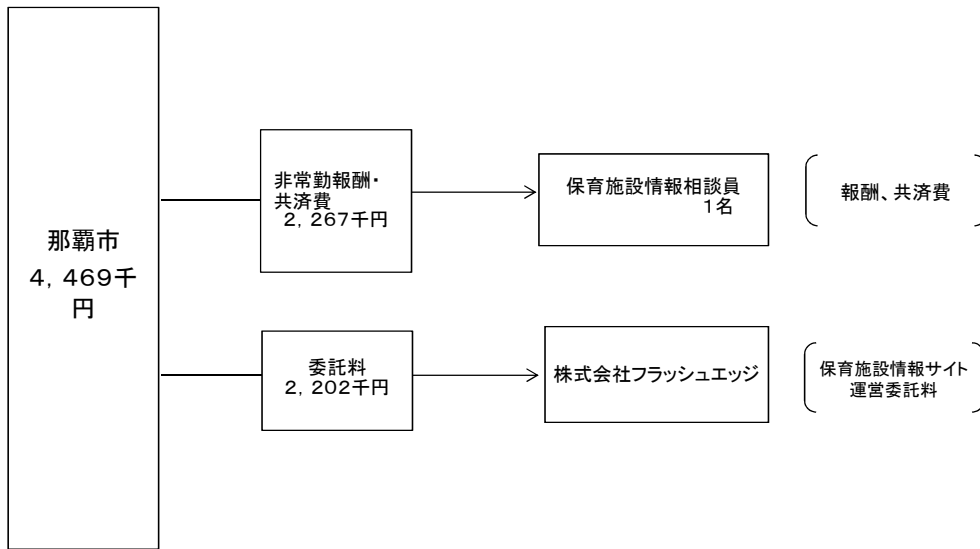 那覇市
4,469千
円
非常勤報酬・
共済費
2,267千円
保育施設情報相談員
1名
報酬、共済費
委託料
2,202千円
株式会社フラッシュエッジ
保育施設情報サイト
運営委託料